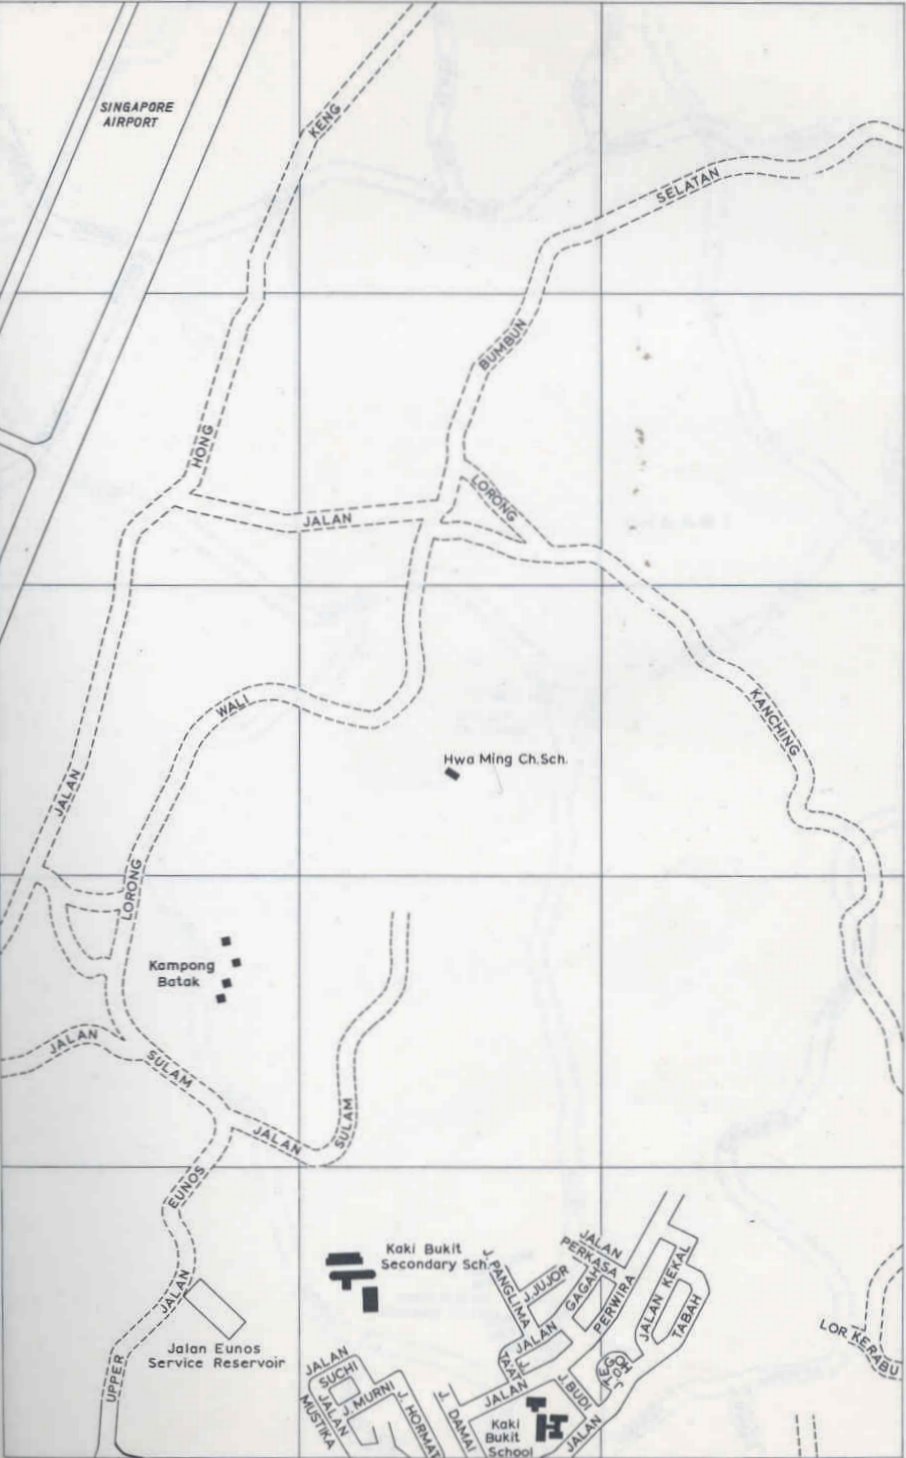 SINGAPORE
AIRPORT
KENG
SELATAN
BUMBUN
HONG
LORONG
JALAN
WALI
KANCHING
Hwa Ming Ch.Sch.
JALAN
LORONG
Kampong
Batak
JALAN
SULAM
JALAN
SULAM
EUNOS
JALAN
UPPER
Jalan Eunos
Service Reservoir
Kaki Bukit
Secondary Sch.
J. PANGLIMA
JALAN
PERKASA
J.JUJOR
GAGAH
JALAN
PERWIRA
JALAN KEKAL
TABAH
LOR. KERABU
JALAN
SUCHI
J. MURNI
JALAN
MUSTIKA
J. HORMAT
J. DAMAI
J.
TAAT
JALAN
J.BUDI
JALAN
Kaki
Bukit
School